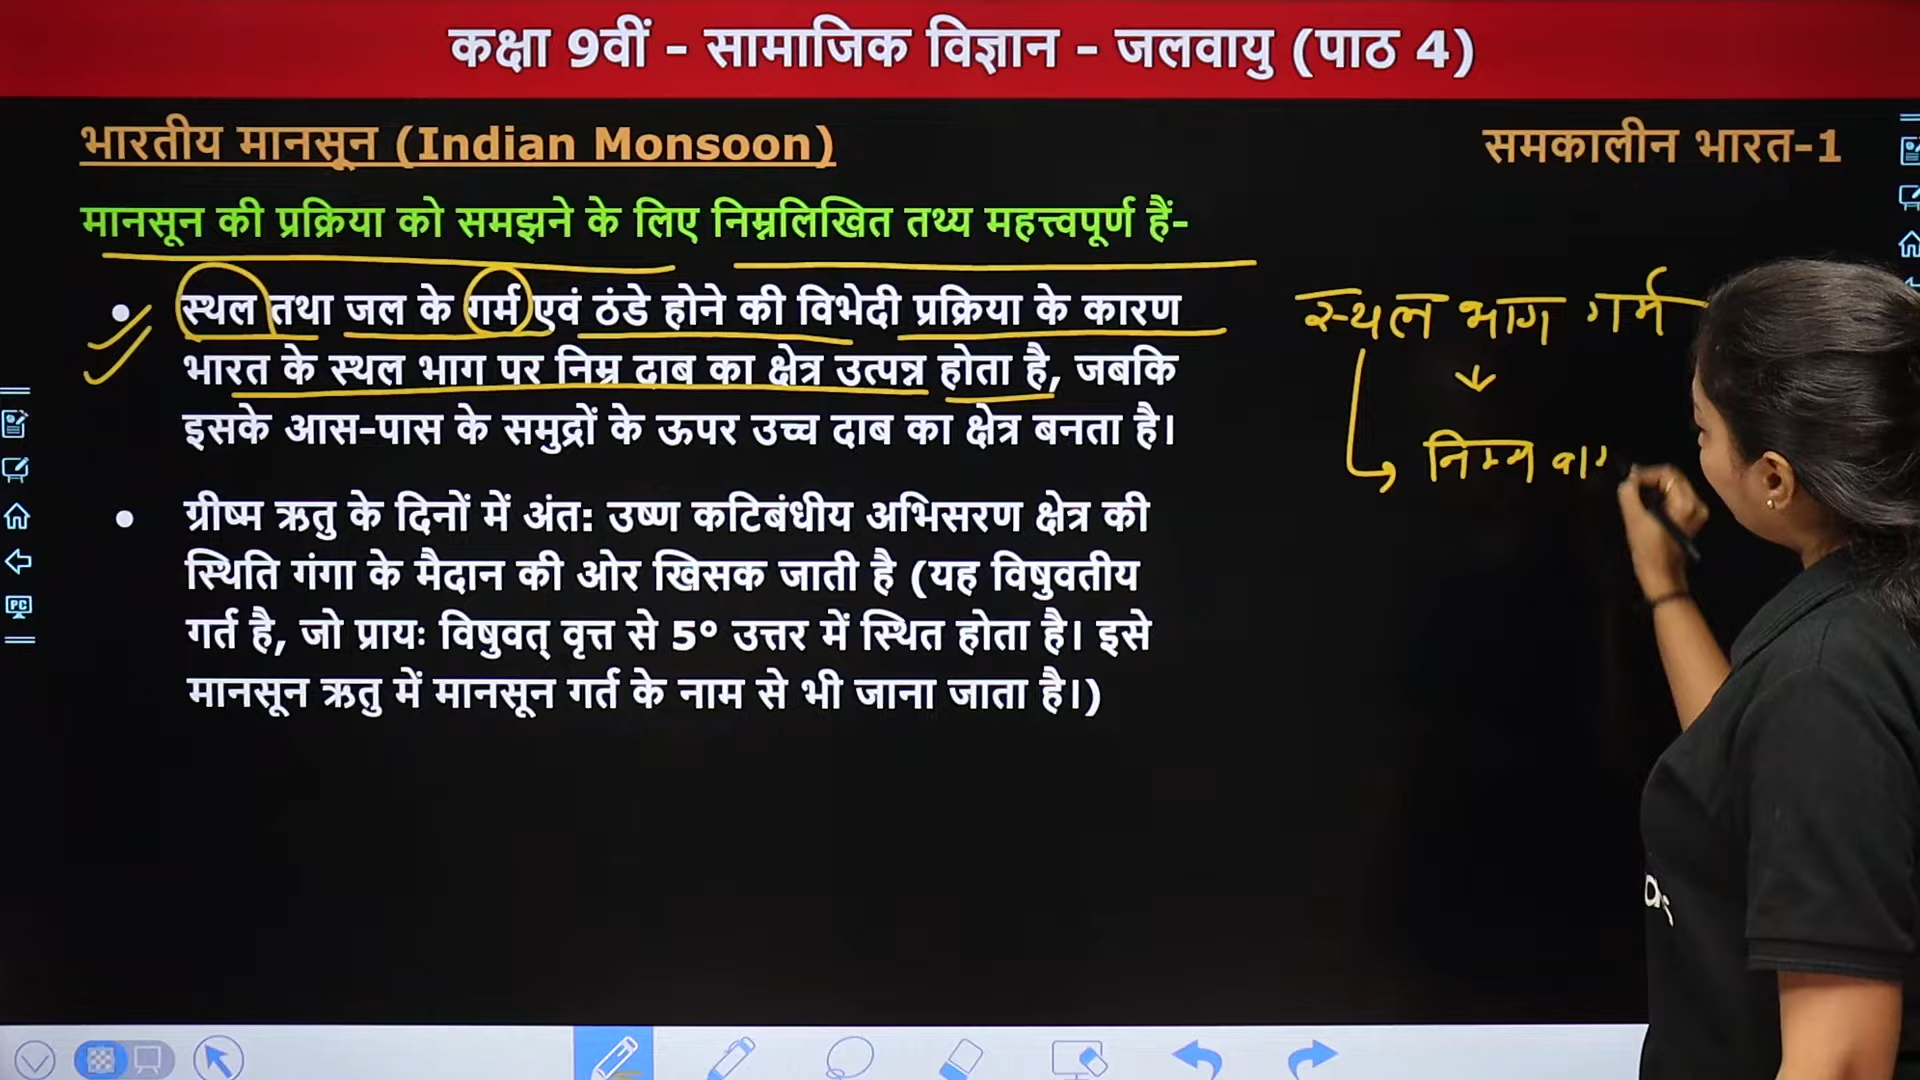 कक्षा 9वीं - सामाजिक विज्ञान - जलवायु (पाठ 4)
भारतीय मानसून (Indian Monsoon)
समकालीन भारत-1
मानसून की प्रक्रिया को समझने के लिए निम्नलिखित तथ्य महत्त्वपूर्ण हैं-
• स्थल तथा जल के गर्म एवं ठंडे होने की विभेदी प्रक्रिया के कारण
भारत के स्थल भाग पर निम्न दाब का क्षेत्र उत्पन्न होता है, जबकि
इसके आस-पास के समुद्रों के ऊपर उच्च दाब का क्षेत्र बनता है।
• ग्रीष्म ऋतु के दिनों में अंत: उष्ण कटिबंधीय अभिसरण क्षेत्र की
स्थिति गंगा के मैदान की ओर खिसक जाती है (यह विषुवतीय
गर्त है, जो प्रायः विषुवत् वृत्त से 5° उत्तर में स्थित होता है। इसे
मानसून ऋतु में मानसून गर्त के नाम से भी जाना जाता है।)
स्थल भाग गर्म
निम्न
PC